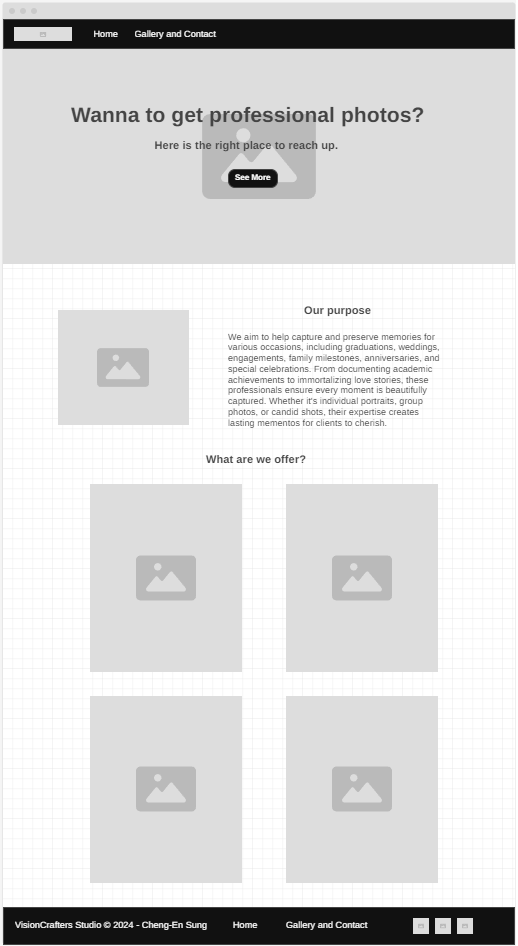 Home Gallery and Contact
Wanna to get professional photos?
Here is the right place to reach up.
See More
Our purpose
We aim to help capture and preserve memories for
various occasions, including graduations, weddings,
engagements, family milestones, anniversaries, and
special celebrations. From documenting academic
achievements to immortalizing love stories, these
professionals ensure every moment is beautifully
captured. Whether it's individual portraits, group
photos, or candid shots, their expertise creates
lasting mementos for clients to cherish.
What are we offer?
VisionCrafters Studio © 2024 - Cheng-En Sung Home Gallery and Contact